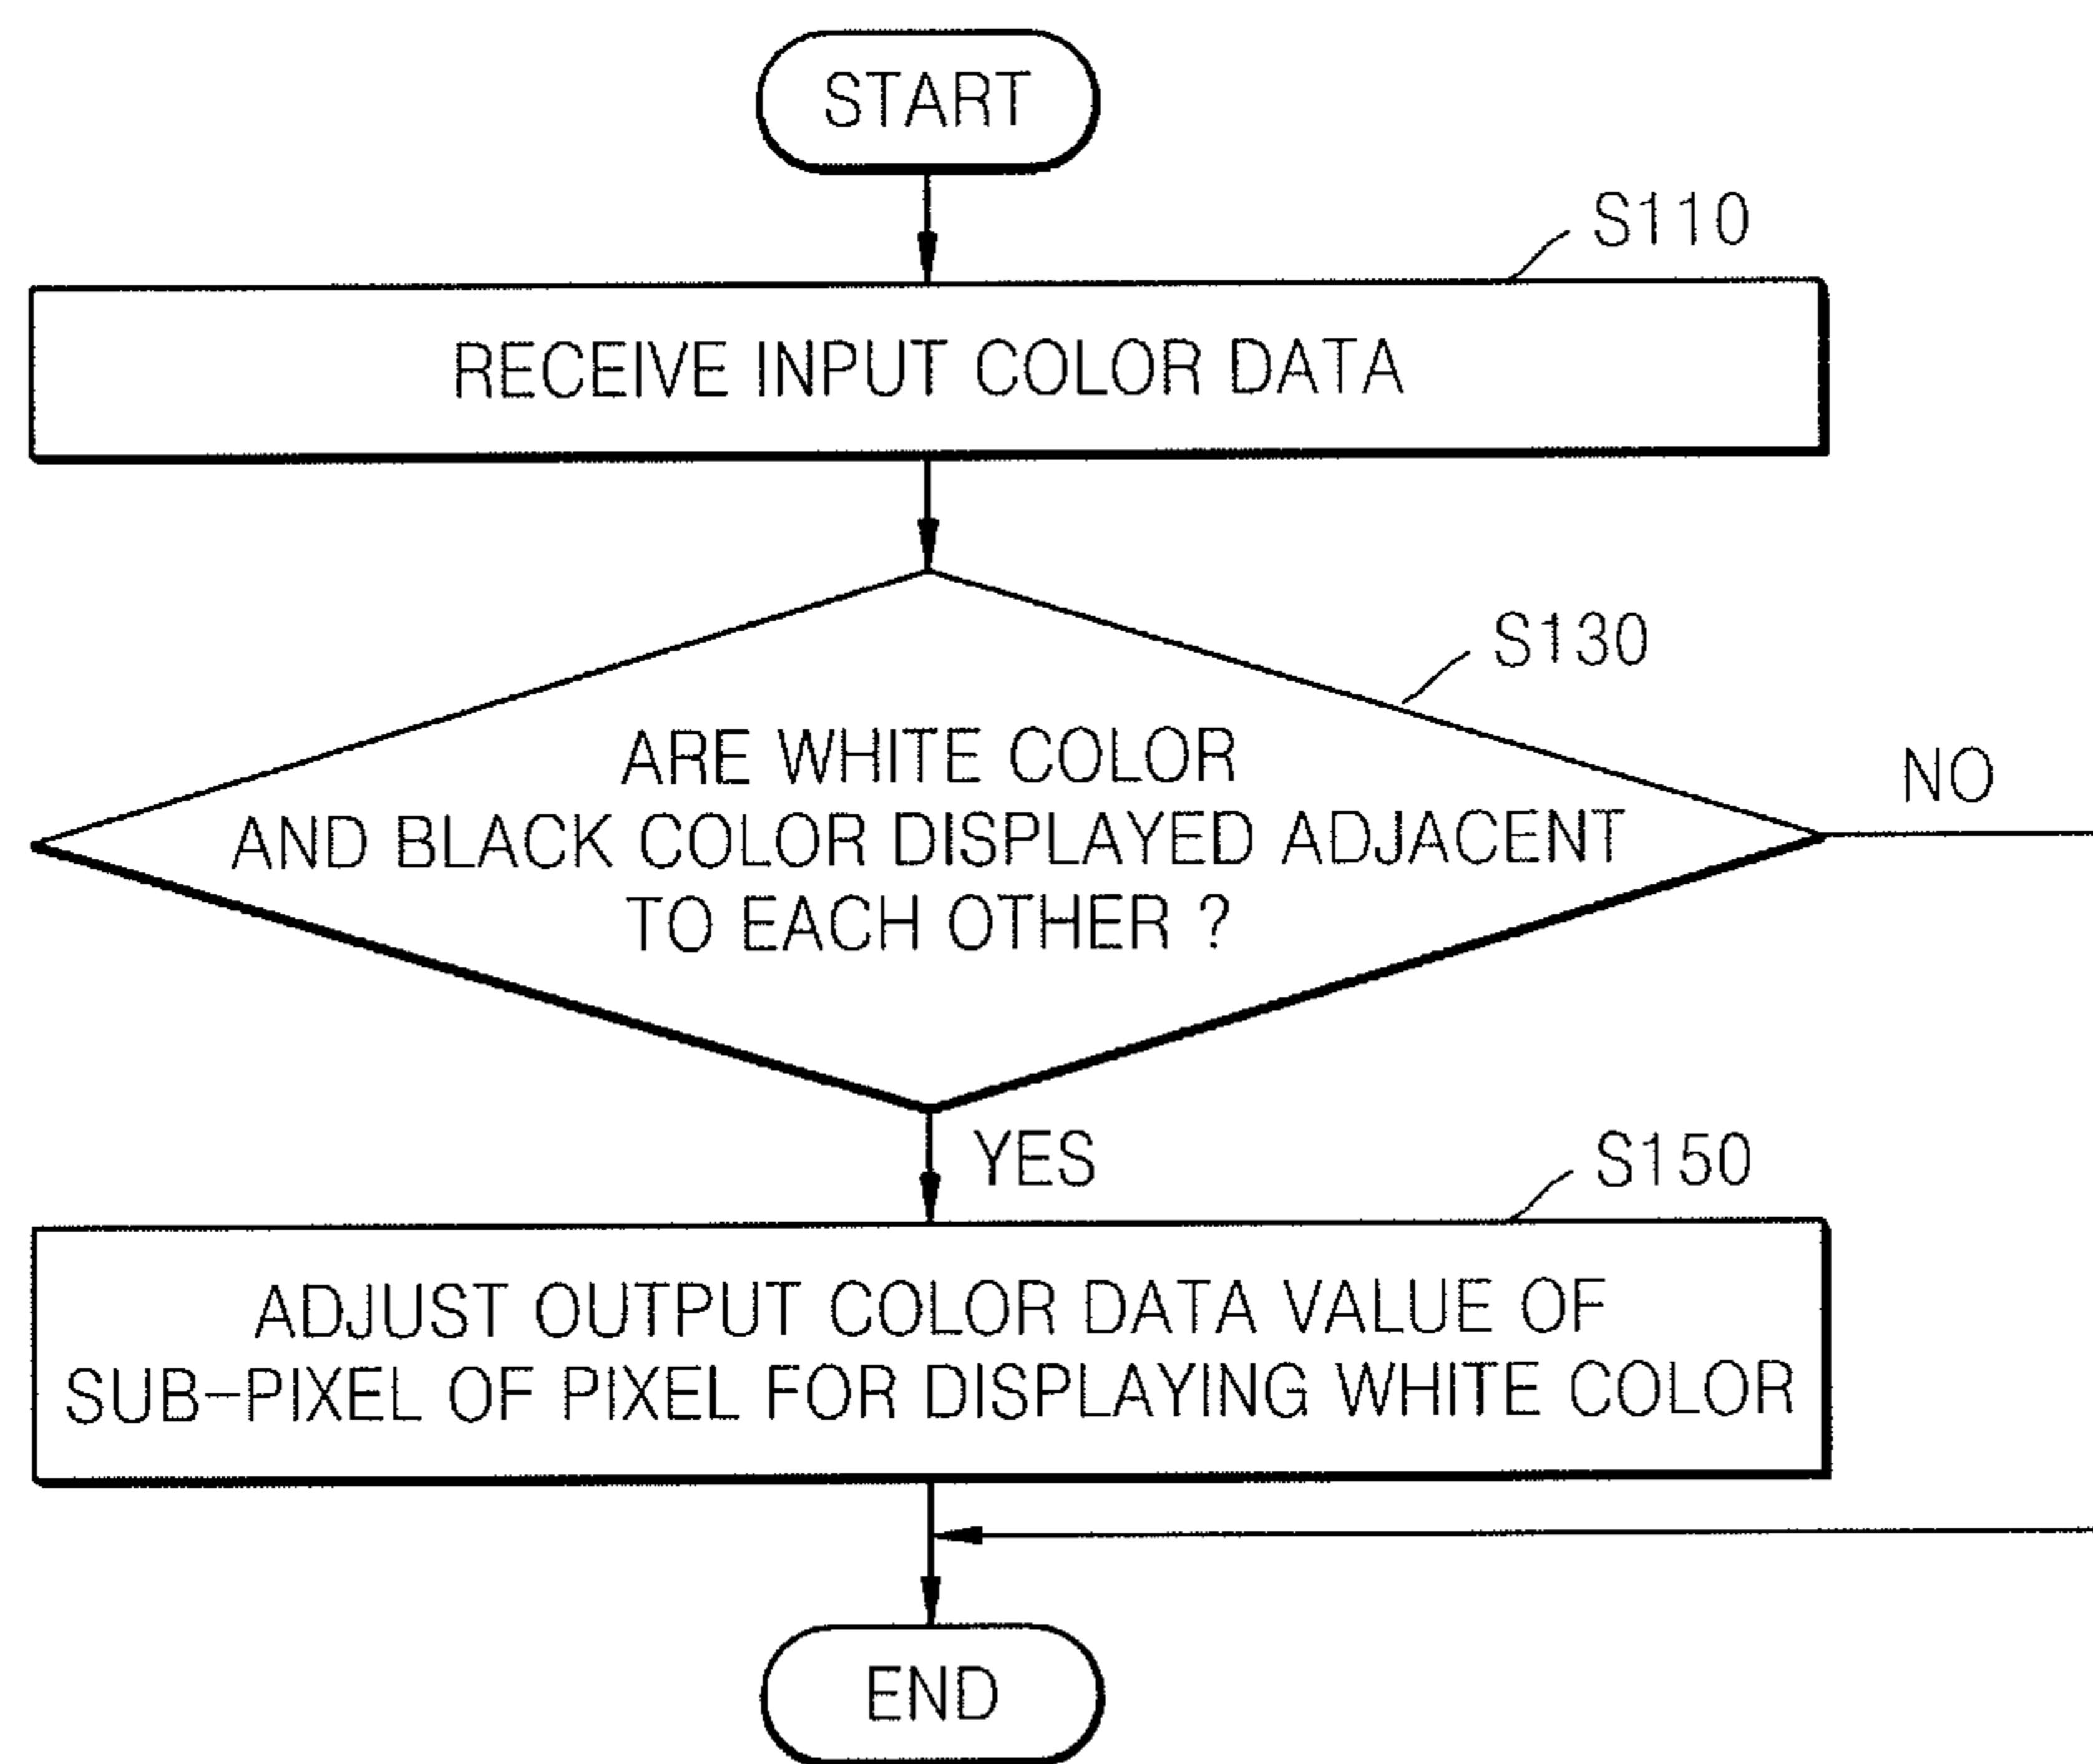 START
S110
RECEIVE INPUT COLOR DATA
S130
ARE WHITE COLOR
AND BLACK COLOR DISPLAYED ADJACENT
TO EACH OTHER ?
NO
YES
S150
ADJUST OUTPUT COLOR DATA VALUE OF
SUB-PIXEL OF PIXEL FOR DISPLAYING WHITE COLOR
END